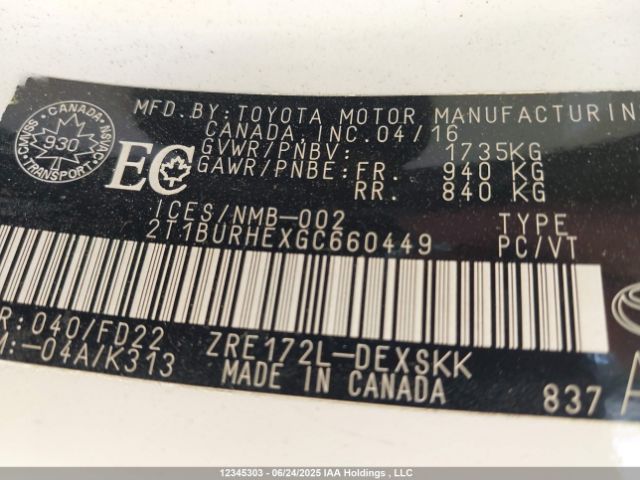 MFD. BY: TOYOTA MOTOR MANUFACTURIN
CANADA, INC. 04/16
GVWR/PNBV: 1735KG
GAWR/PNBE: FR. 940 KG
RR. 840 KG
CANADA
CMVSS 930 NSVAC
TRANSPORT
EC
ICES/NMB-002 TYPE
2T1BURHEXGC660449 PC/VT
R: 040/FD22 ZRE172L-DEXSKK
M:-04A/K313 MADE IN CANADA
837 A
12345303 - 06/24/2025 IAA Holdings , LLC